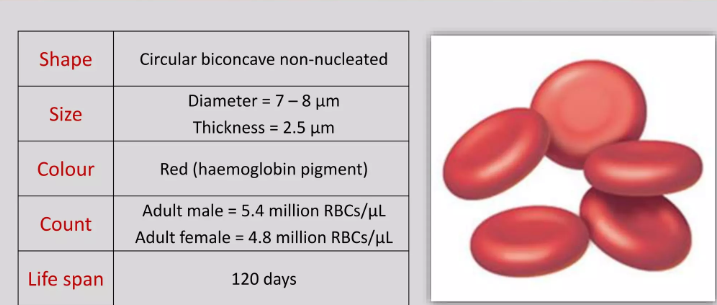 Shape
Circular biconcave non-nucleated
Size
Diameter = 7 – 8 µm
Thickness = 2.5 µm
Colour
Red (haemoglobin pigment)
Count
Adult male = 5.4 million RBCs/µL
Adult female = 4.8 million RBCs/µL
Life span
120 days